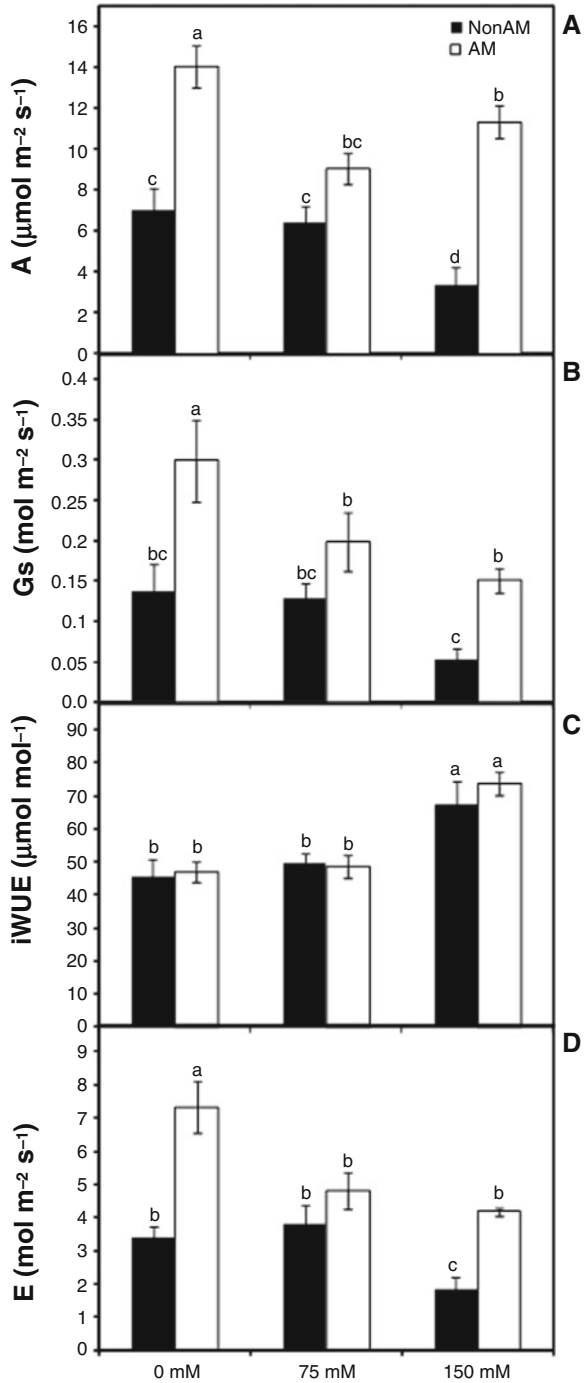 A
NonAM
AM
A (μmol m⁻² s⁻¹)
16
14
12
10
8
6
4
2
0
c
a
c
bc
d
b
B
Gs (mol m⁻² s⁻¹)
0.4
0.35
0.3
0.25
0.2
0.15
0.1
0.05
0.0
bc
a
bc
b
c
b
C
iWUE (μmol mol⁻¹)
90
80
70
60
50
40
30
20
10
0
b
b
b
b
a
a
D
E (mol m⁻² s⁻¹)
9
8
7
6
5
4
3
2
1
0
b
a
b
b
c
b
0 mM 75 mM 150 mM